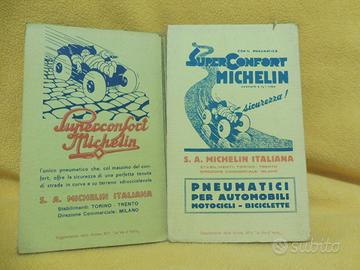 Superconfort
Michelin
l'unico pneumatico che, col massimo del con-
fort, offre la sicurezza di una perfetta tenuta
di strada in curva e su terreno sdrucciolevole
S. A. MICHELIN ITALIANA
Stabilimenti: TORINO - TRENTO
Direzione Commerciale: MILANO
CON IL PNEUMATICO
SUPERCONFORT
MICHELIN
sicurezza!
S. A. MICHELIN ITALIANA
STABILIMENTI: TORINO - TRENTO
DIREZIONE COMMERCIALE: MILANO
PNEUMATICI
PER AUTOMOBILI
MOTOCICLI - BICICLETTE
subito